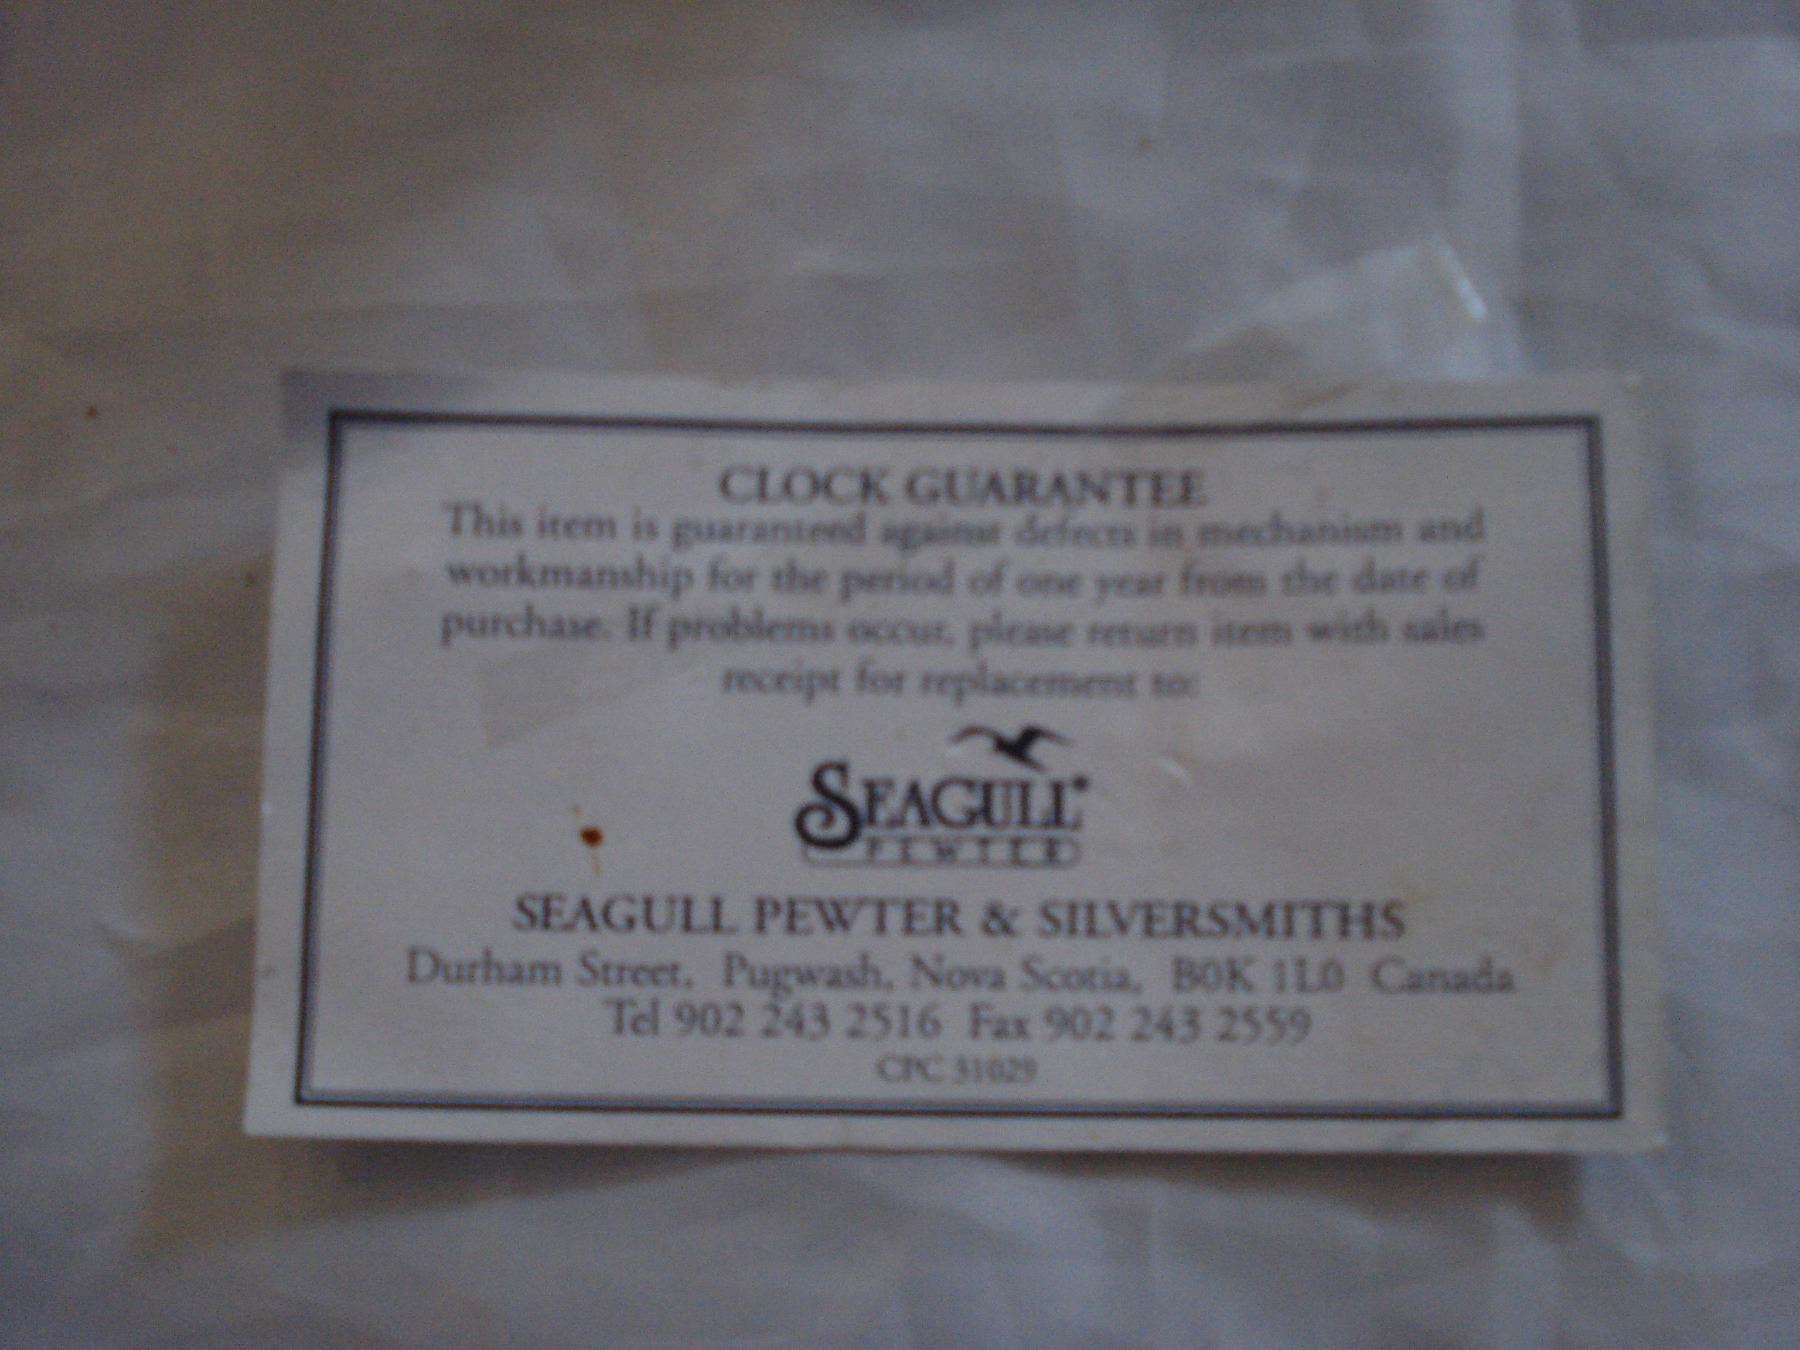 CLOCK GUARANTEE
This item is guaranteed against defects in mechanism and
workmanship for the period of one year from the date of
purchase. If problems occur, please return item with sales
receipt for replacement to:
SEAGULL
PEWTER
SEAGULL PEWTER & SILVERSMITHS
Durham Street, Pugwash, Nova Scotia, B0K 1L0 Canada
Tel 902 243 2516 Fax 902 243 2559
CPC 31029